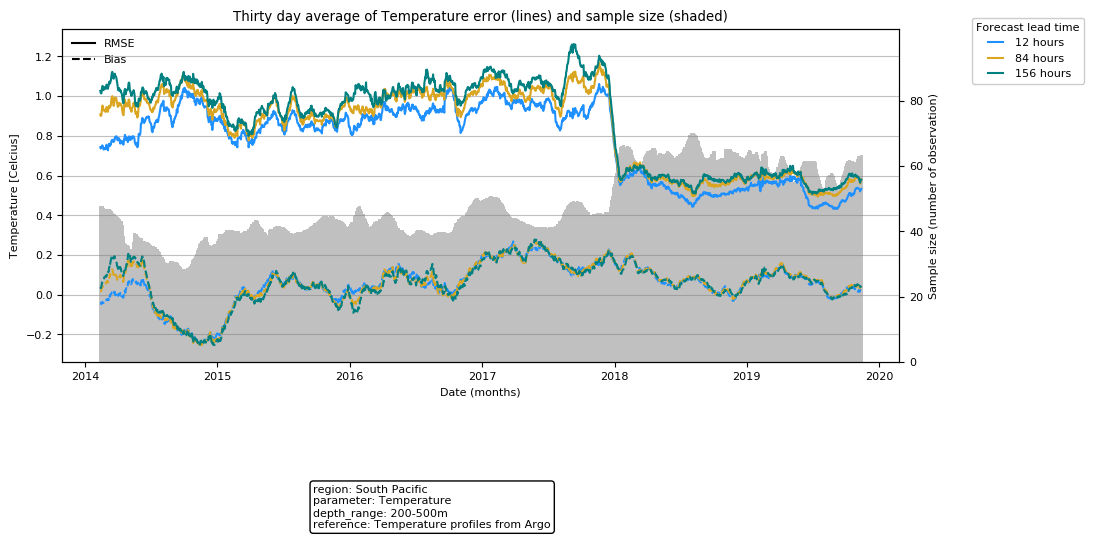 Thirty day average of Temperature error (lines) and sample size (shaded)
RMSE
Bias
Forecast lead time
12 hours
84 hours
156 hours
Temperature [Celcius]
1.2
1.0
0.8
0.6
0.4
0.2
0.0
−0.2
80
60
40
20
0
Sample size (number of observation)
2014 2015 2016 2017 2018 2019 2020
Date (months)
region: South Pacific
parameter: Temperature
depth_range: 200-500m
reference: Temperature profiles from Argo